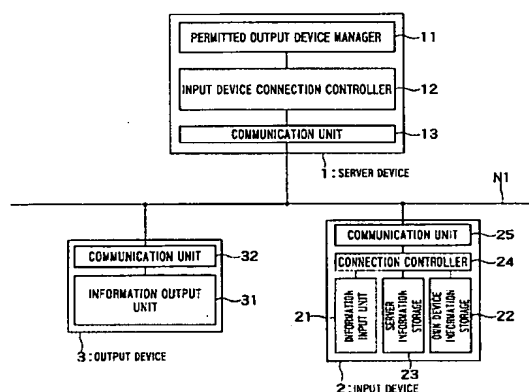 PERMITTED OUTPUT DEVICE MANAGER
11
INPUT DEVICE CONNECTION CONTROLLER
12
COMMUNICATION UNIT
13
1: SERVER DEVICE
N1
COMMUNICATION UNIT
32
INFORMATION OUTPUT
UNIT
31
3: OUTPUT DEVICE
COMMUNICATION UNIT
25
CONNECTION CONTROLLER
24
21
INFORMATION
INPUT UNIT
SERVER
INFORMATION
STORAGE
OWN DEVICE
INFORMATION
STORAGE
22
23
2: INPUT DEVICE